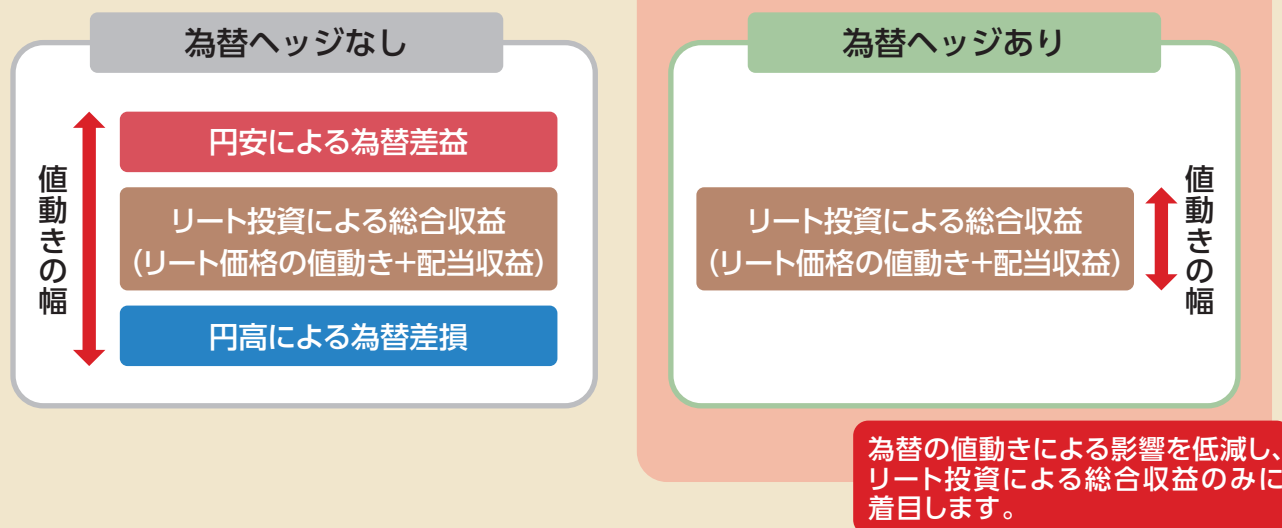 為替ヘッジなし
値動きの幅
円安による為替差益
リート投資による総合収益
(リート価格の値動き+配当収益)
円高による為替差損
為替ヘッジあり
リート投資による総合収益
(リート価格の値動き+配当収益)
値動きの幅
為替の値動きによる影響を低減し、
リート投資による総合収益のみに
着目します。